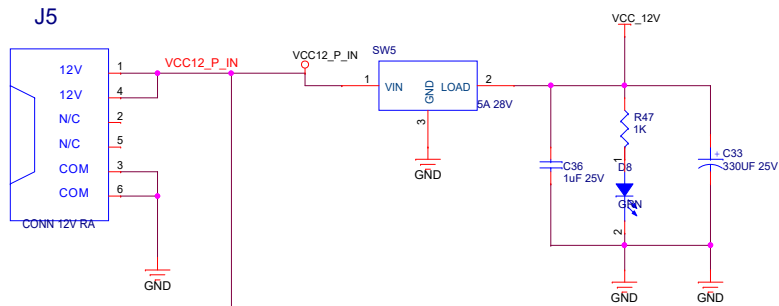 J5
12V 1 VCC12_P_IN
12V 4
N/C 2
N/C 5
COM 3
COM 6
CONN 12V RA
GND
VCC12_P_IN
SW5
1 VIN GND LOAD 2
5A 28V
3
GND
VCC_12V
R47
1K
C36
1uF 25V
1
D8
GRN
2
+ C33
330UF 25V
GND
GND